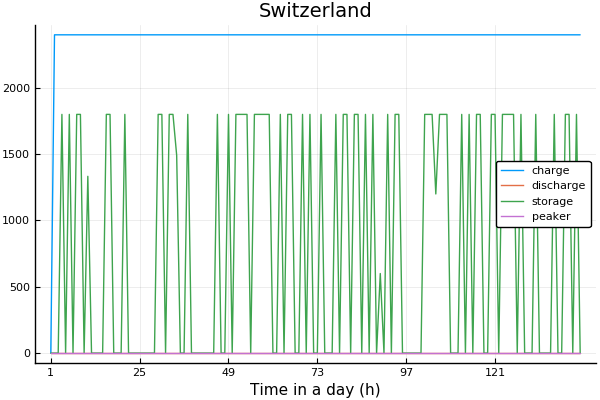 Switzerland
2000
1500
1000
500
0
charge
discharge
storage
peaker
1 25 49 73 97 121
Time in a day (h)